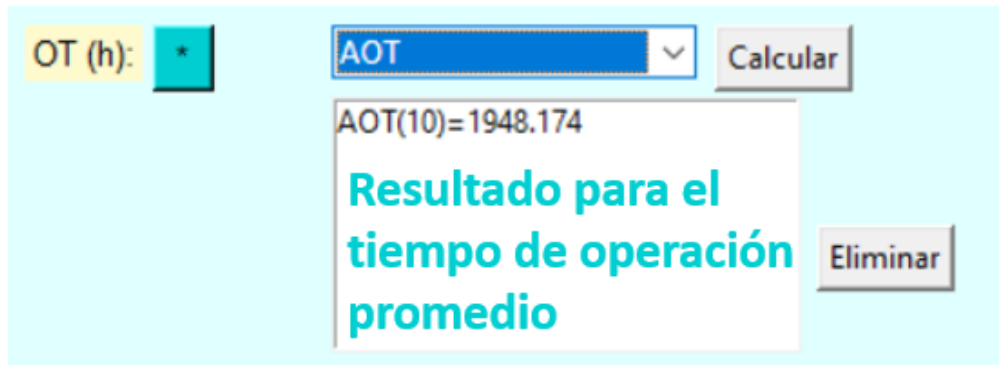 OT (h): * AOT Calcular
AOT(10)=1948.174
Resultado para el
tiempo de operación
promedio
Eliminar